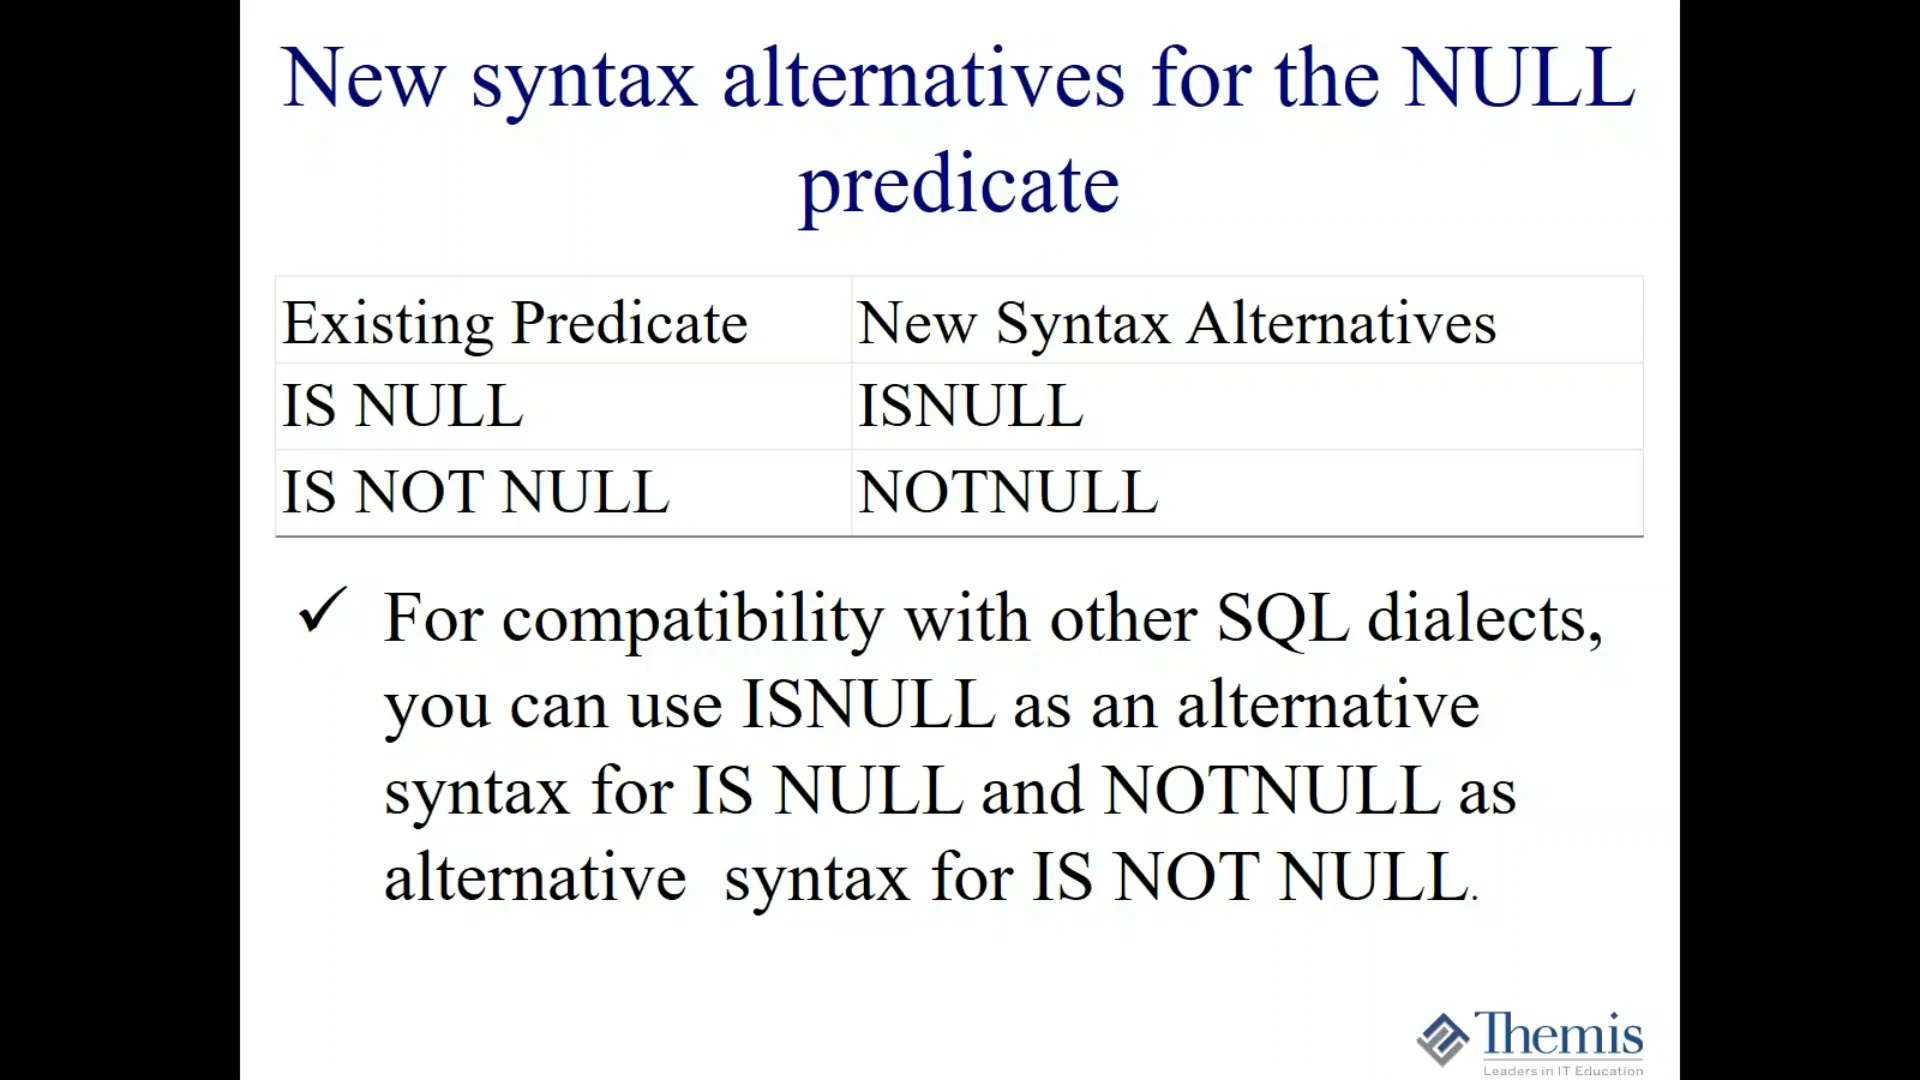 New syntax alternatives for the NULL
predicate
Existing Predicate New Syntax Alternatives
IS NULL ISNULL
IS NOT NULL NOTNULL
✓ For compatibility with other SQL dialects,
you can use ISNULL as an alternative
syntax for IS NULL and NOTNULL as
alternative  syntax for IS NOT NULL.
Themis
Leaders in IT Education